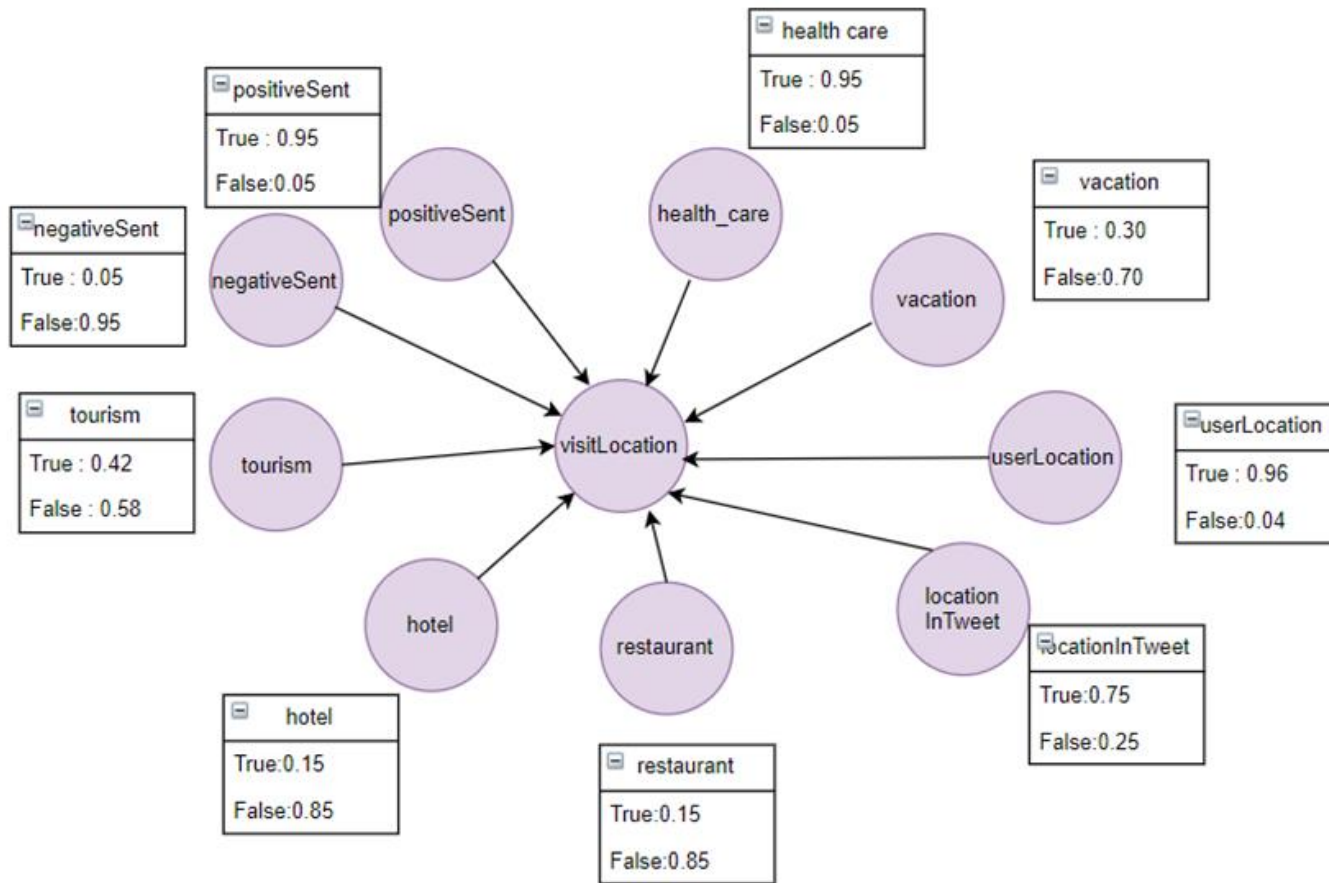 health care
True : 0.95
False:0.05
positiveSent
True : 0.95
False:0.05
positiveSent
health_care
vacation
True : 0.30
False:0.70
negativeSent
True : 0.05
False:0.95
negativeSent
vacation
tourism
True : 0.42
False : 0.58
tourism
visitLocation
userLocation
userLocation
True : 0.96
False:0.04
hotel
restaurant
location
InTweet
locationInTweet
True:0.75
False:0.25
hotel
True:0.15
False:0.85
restaurant
True:0.15
False:0.85